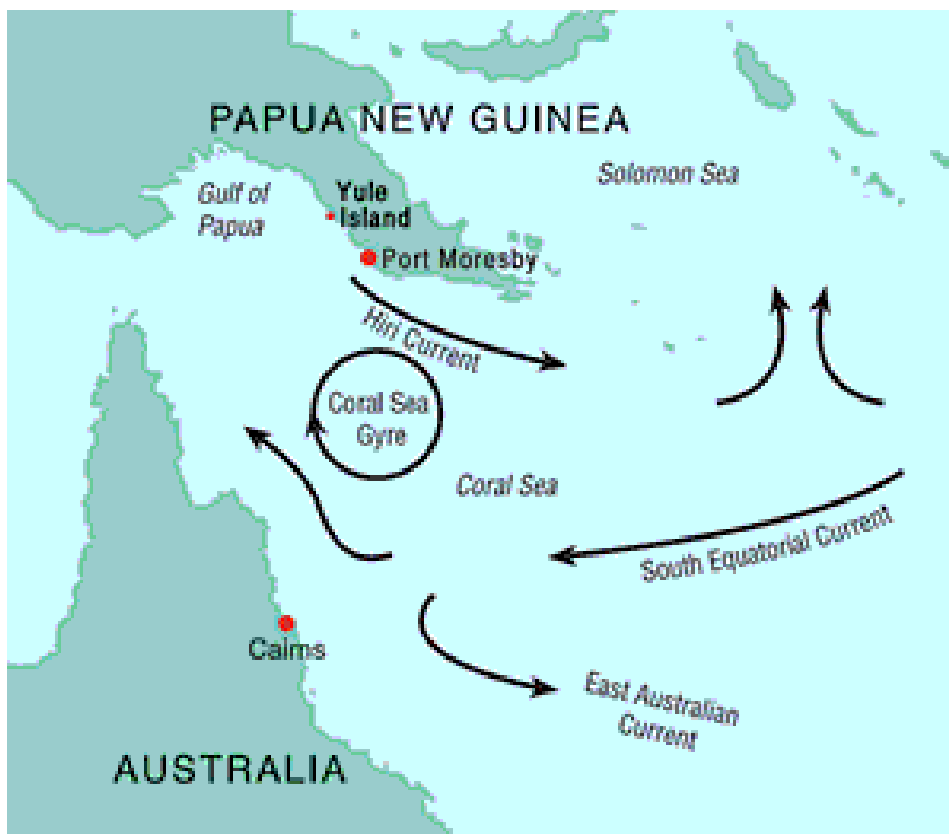 PAPUA NEW GUINEA
Solomon Sea
Gulf of
Papua
Yule
Island
Port Moresby
Hiri Current
Coral Sea
Gyre
Coral Sea
South Equatorial Current
Cairns
East Australian
Current
AUSTRALIA